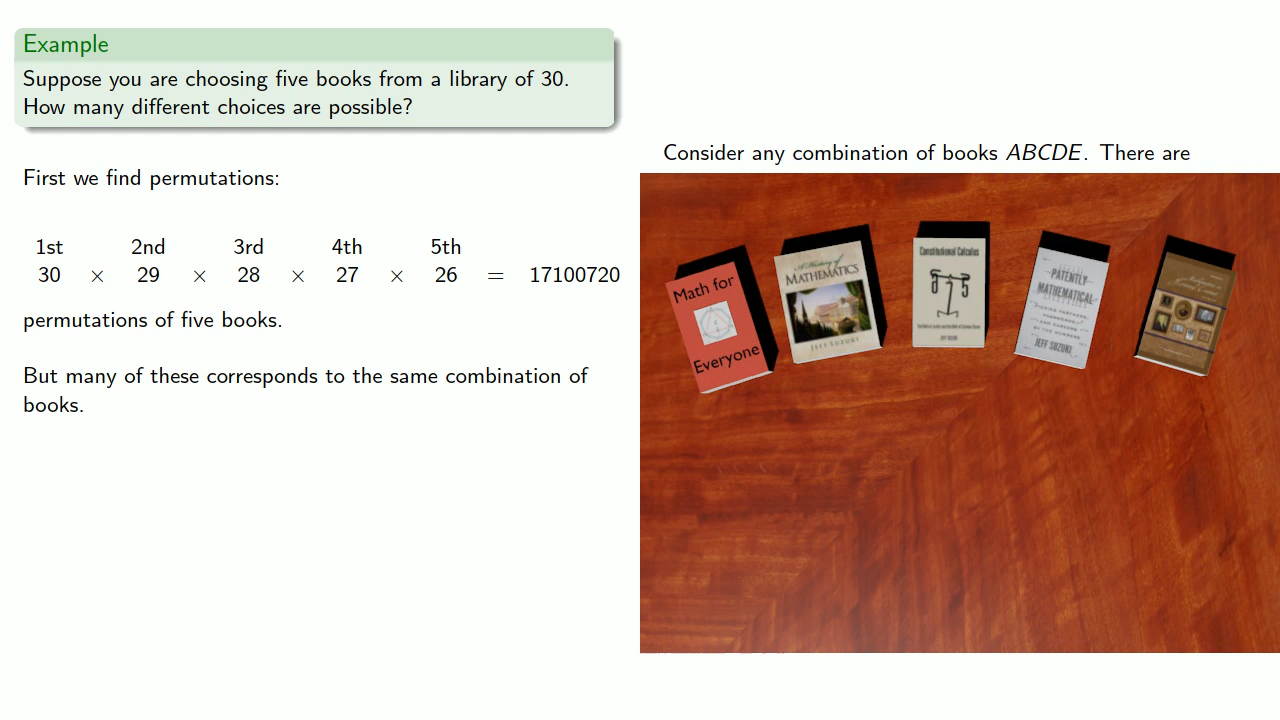 Example
Suppose you are choosing five books from a library of 30.
How many different choices are possible?
First we find permutations:
1st 2nd 3rd 4th 5th
30 × 29 × 28 × 27 × 26 = 17100720
permutations of five books.
But many of these corresponds to the same combination of
books.
Consider any combination of books ABCDE. There are
Math for
Everyone
A History of
MATHEMATICS
JEFF SUZUKI
Constitutional Calculus
JEFF SUZUKI
PATENTLY
MATHEMATICAL
JEFF SUZUKI